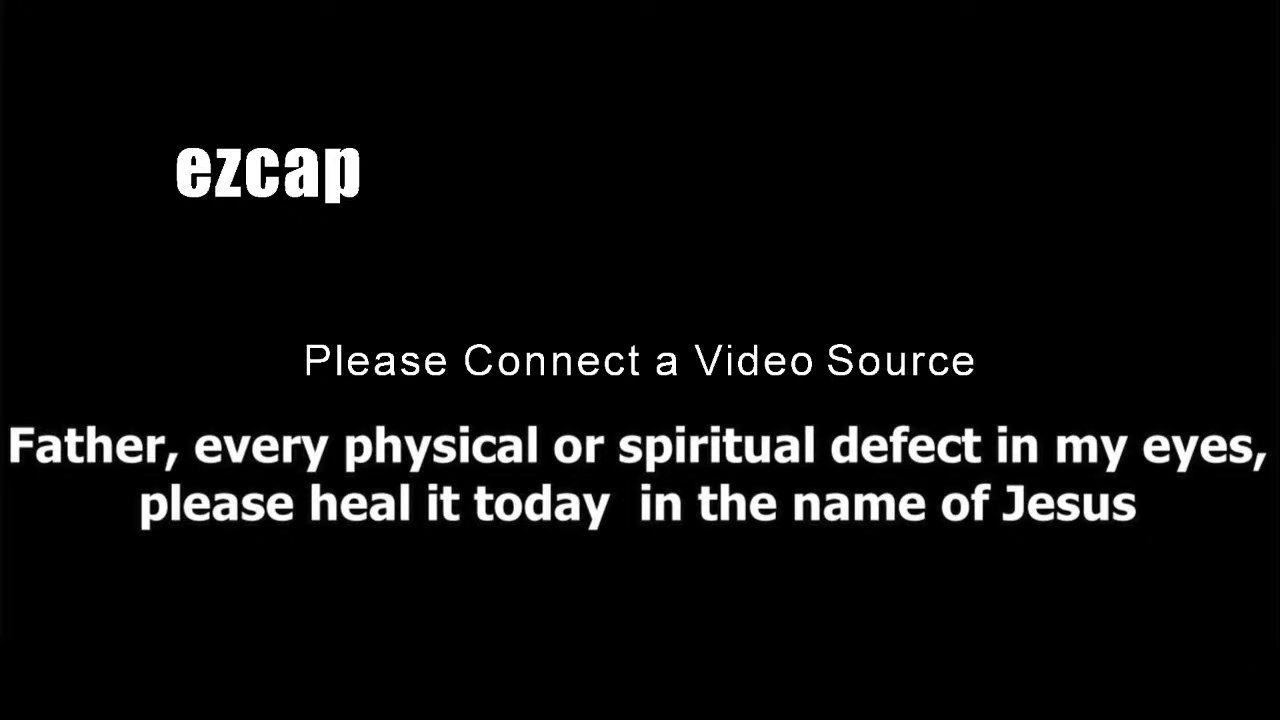 ezcap
Please Connect a Video Source
Father, every physical or spiritual defect in my eyes,
please heal it today  in the name of Jesus